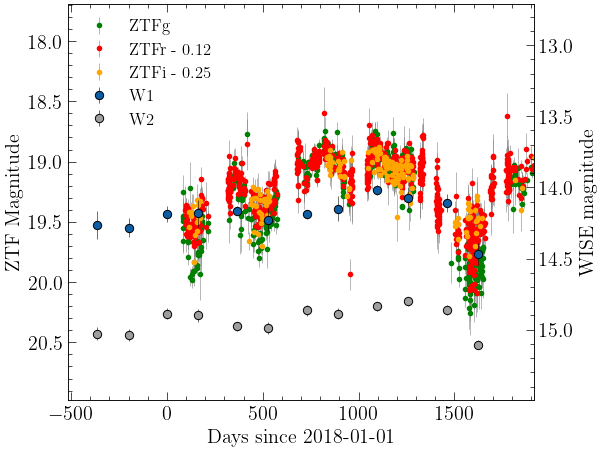 ZTFg
ZTFr - 0.12
ZTFi - 0.25
W1
W2
18.0
18.5
19.0
19.5
20.0
20.5
13.0
13.5
14.0
14.5
15.0
−500
0
500
1000
1500
ZTF Magnitude
WISE magnitude
Days since 2018-01-01